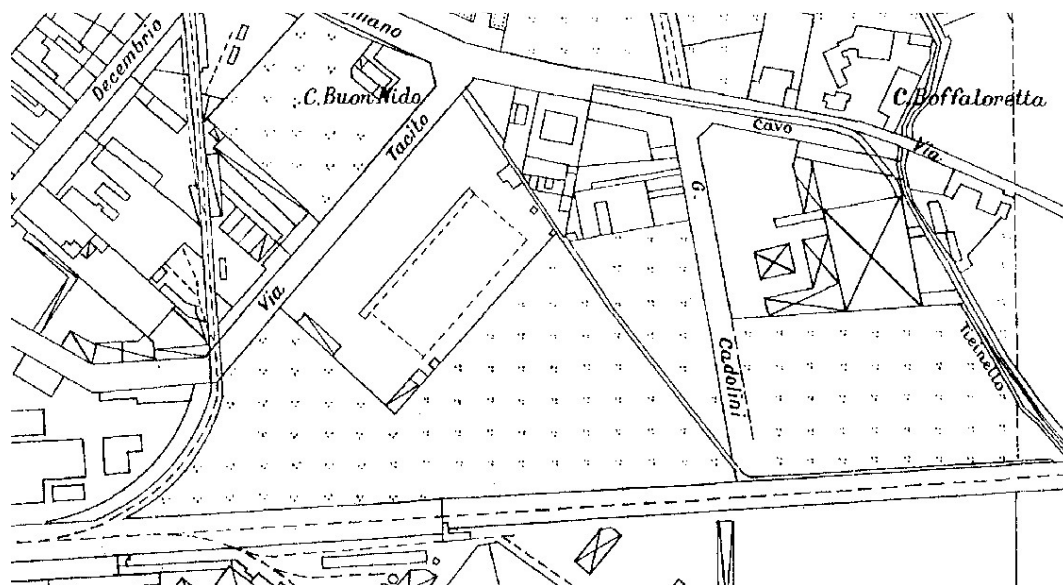 Decembrio
C. Buon Nido
Tacito
Via
C. Boffaloretta
Cavo
Via
G.
Cadolini
Ticinello